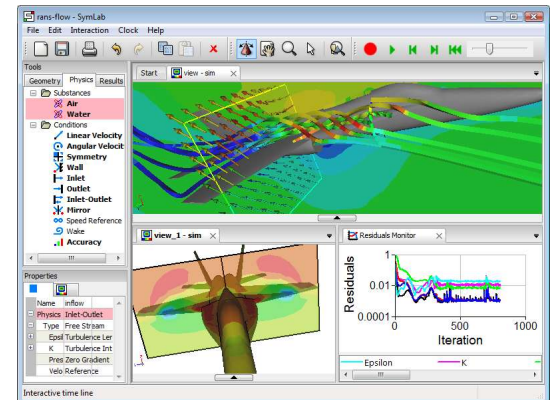 rans-flow - SymLab
File Edit Interaction Clock Help
Tools
Geometry Physics Results
Substances
Air
Water
Conditions
Linear Velocity
Angular Velocit
Symmetry
Wall
Inlet
Outlet
Inlet-Outlet
Mirror
Speed Reference
Wake
Accuracy
Properties
Name inflow
Physics Inlet-Outlet
Type Free Stream
Epsil Turbulence Ler
K Turbulence Int
Pres Zero Gradient
Velo Reference
Interactive time line
Start view - sim
view_1 - sim
Residuals Monitor
Residuals
1
0.01
0.0001
0 500 1000
Iteration
Epsilon K